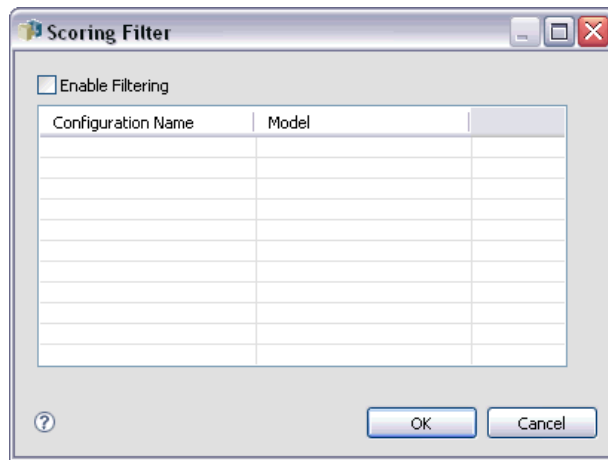 Scoring Filter
Enable Filtering
Configuration Name Model
?
OK Cancel